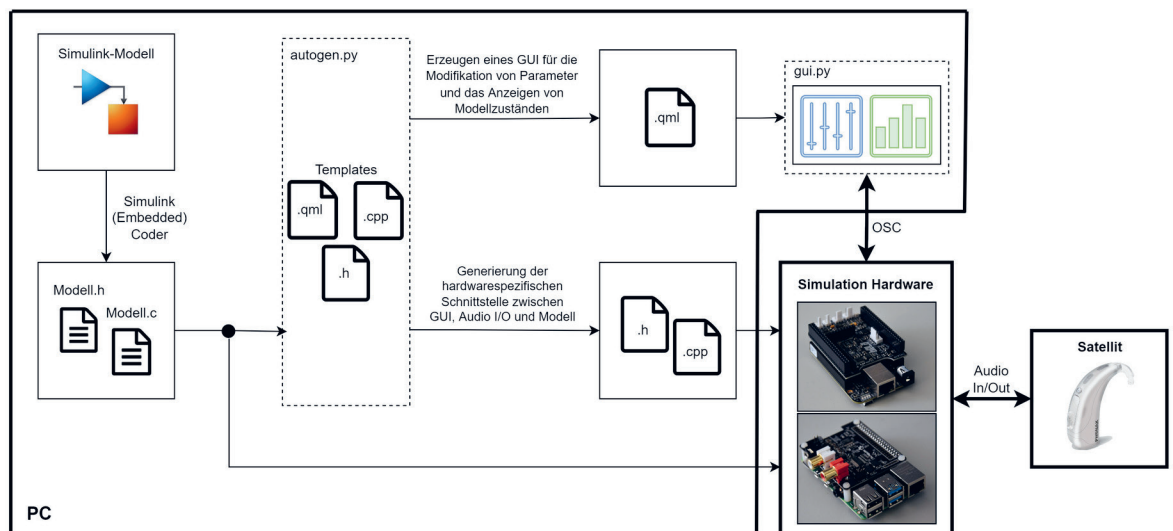 Simulink-Modell
Simulink
(Embedded)
Coder
Modell.h
Modell.c
autogen.py
Templates
.qml
.cpp
.h
Erzeugen eines GUI für die
Modifikation von Parameter
und das Anzeigen von
Modellzuständen
.qml
gui.py
OSC
Generierung der
hardwarespezifischen
Schnittstelle zwischen
GUI, Audio I/O und Modell
.h
.cpp
Simulation Hardware
Audio
In/Out
Satellit
PC